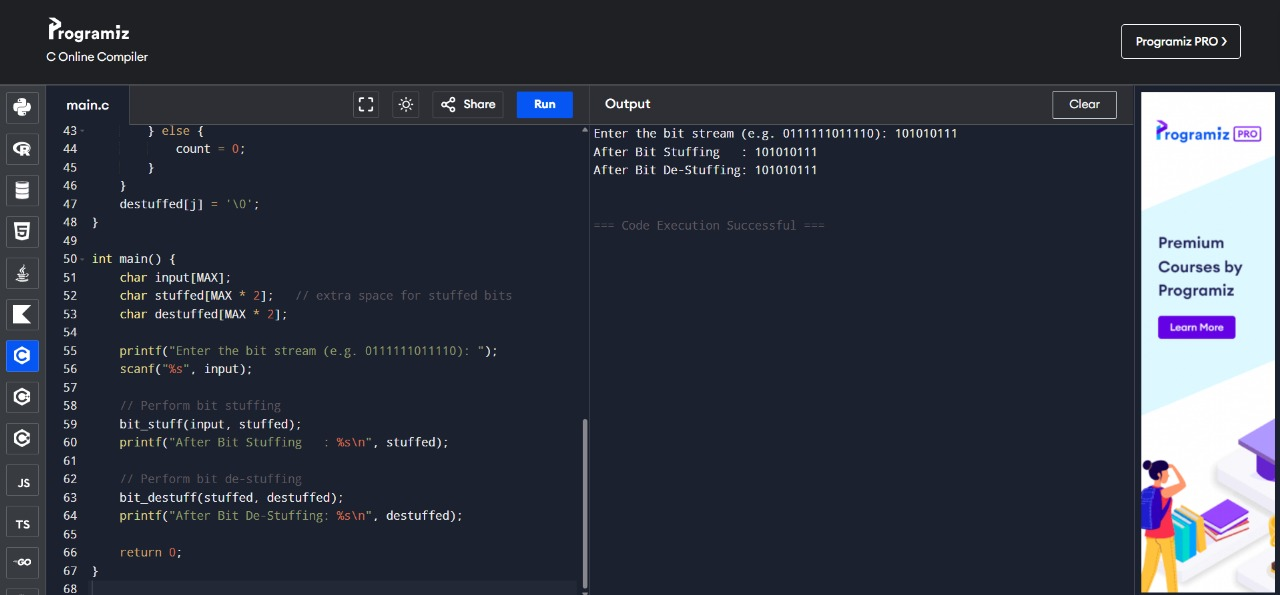 Programiz
C Online Compiler
Programiz PRO ❯
main.c
Share
Run
Output
Clear
43 } else {
44 count = 0;
45 }
46 }
47 destuffed[j] = '\0';
48 }
49
50 int main() {
51 char input[MAX];
52 char stuffed[MAX * 2]; // extra space for stuffed bits
53 char destuffed[MAX * 2];
54
55 printf("Enter the bit stream (e.g. 0111111011110): ");
56 scanf("%s", input);
57
58 // Perform bit stuffing
59 bit_stuff(input, stuffed);
60 printf("After Bit Stuffing   : %s\n", stuffed);
61
62 // Perform bit de-stuffing
63 bit_destuff(stuffed, destuffed);
64 printf("After Bit De-Stuffing: %s\n", destuffed);
65
66 return 0;
67 }
68
Enter the bit stream (e.g. 0111111011110): 101010111
After Bit Stuffing   : 101010111
After Bit De-Stuffing: 101010111
=== Code Execution Successful ===
R
5
C
C
C
JS
TS
GO
Programiz PRO
Premium
Courses by
Programiz
Learn More